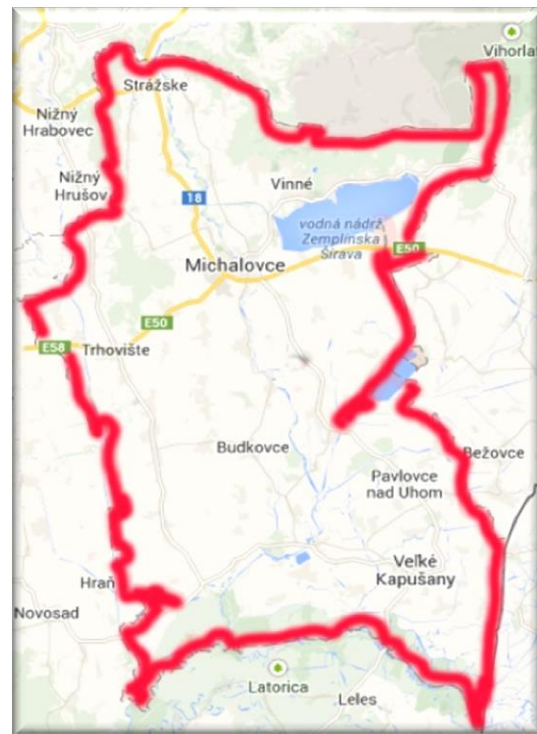 Vihorlat
Strážske
Nižný
Hrabovec
Nižný
Hrušov
Vinné
18
vodná nádrž
Zemplínska
Šírava
E50
Michalovce
E50
E58
Trhovište
Budkovce
Bežovce
Pavlovce
nad Uhom
Veľké
Kapušany
Hraň
Novosad
Latorica
Leles